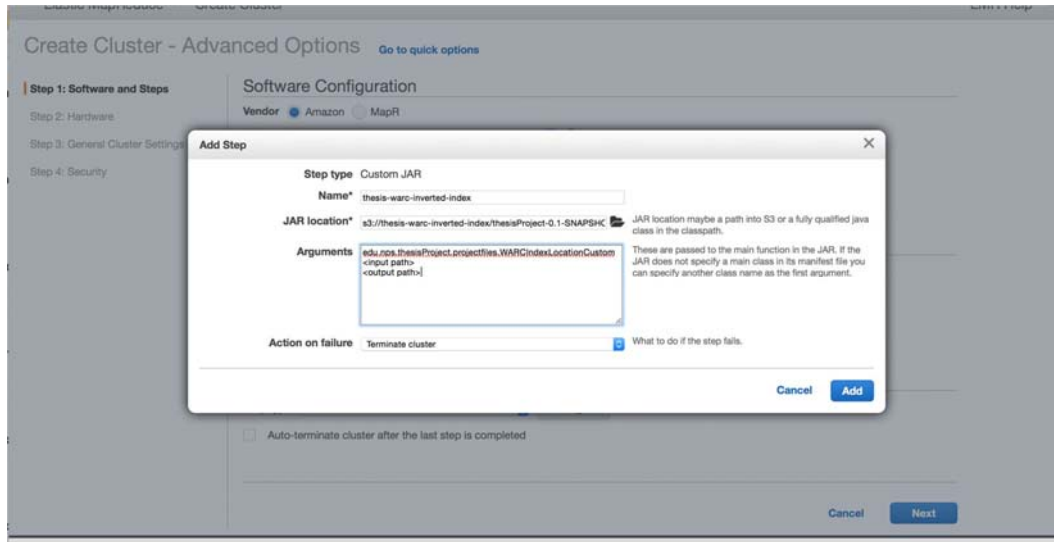 Elastic MapReduce Create Cluster EMR Help
Create Cluster - Advanced Options Go to quick options
Step 1: Software and Steps
Software Configuration
Vendor Amazon MapR
Step 2: Hardware
Step 3: General Cluster Settings
Step 4: Security
Add Step
Step type Custom JAR
Name* thesis-warc-inverted-index
JAR location* s3://thesis-warc-inverted-index/thesisProject-0.1-SNAPSHO
JAR location maybe a path into S3 or a fully qualified java
class in the classpath.
Arguments edu.nps.thesisProject.projectfiles.WARCIndexLocationCustom
<input path>
<output path>
These are passed to the main function in the JAR. If the
JAR does not specify a main class in its manifest file you
can specify another class name as the first argument.
Action on failure Terminate cluster
What to do if the step fails.
Cancel Add
Auto-terminate cluster after the last step is completed
Cancel Next